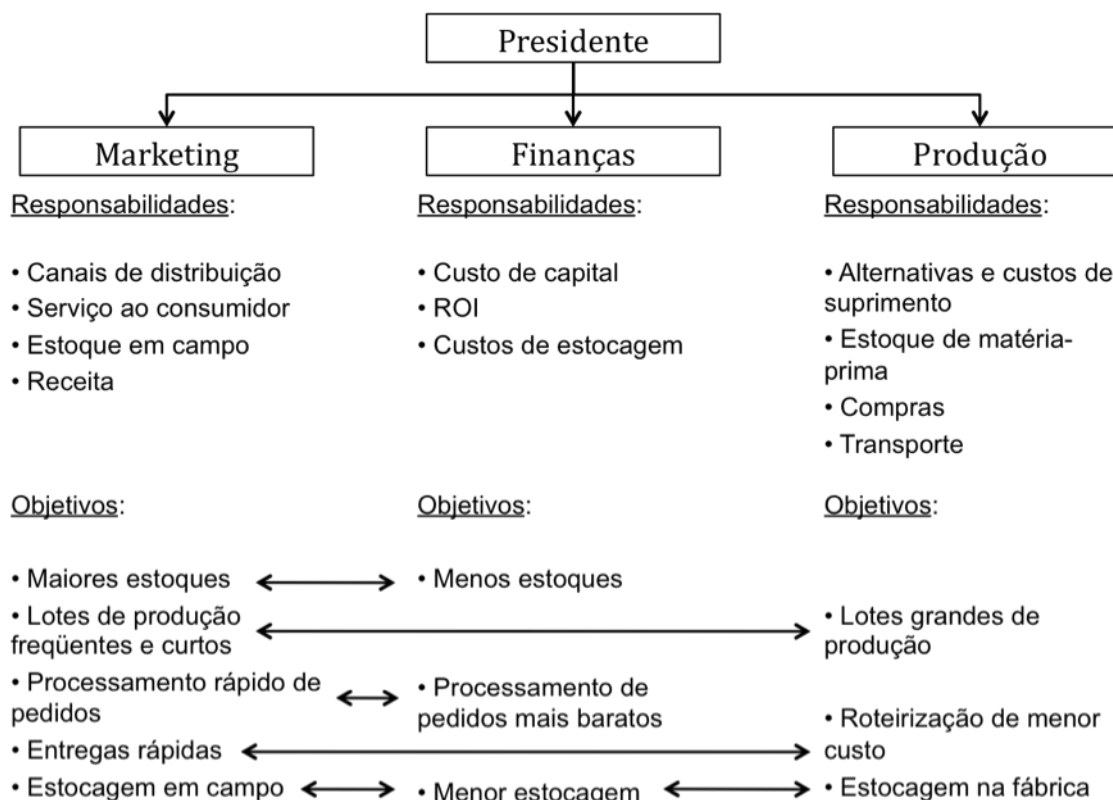 Presidente
Marketing
Finanças
Produção
Responsabilidades:
• Canais de distribuição
• Serviço ao consumidor
• Estoque em campo
• Receita
Responsabilidades:
• Custo de capital
• ROI
• Custos de estocagem
Responsabilidades:
• Alternativas e custos de
suprimento
• Estoque de matéria-
prima
• Compras
• Transporte
Objetivos:
• Maiores estoques
• Lotes de produção
freqüentes e curtos
• Processamento rápido de
pedidos
• Entregas rápidas
• Estocagem em campo
Objetivos:
• Menos estoques
• Processamento de
pedidos mais baratos
• Menor estocagem
Objetivos:
• Lotes grandes de
produção
• Roteirização de menor
custo
• Estocagem na fábrica